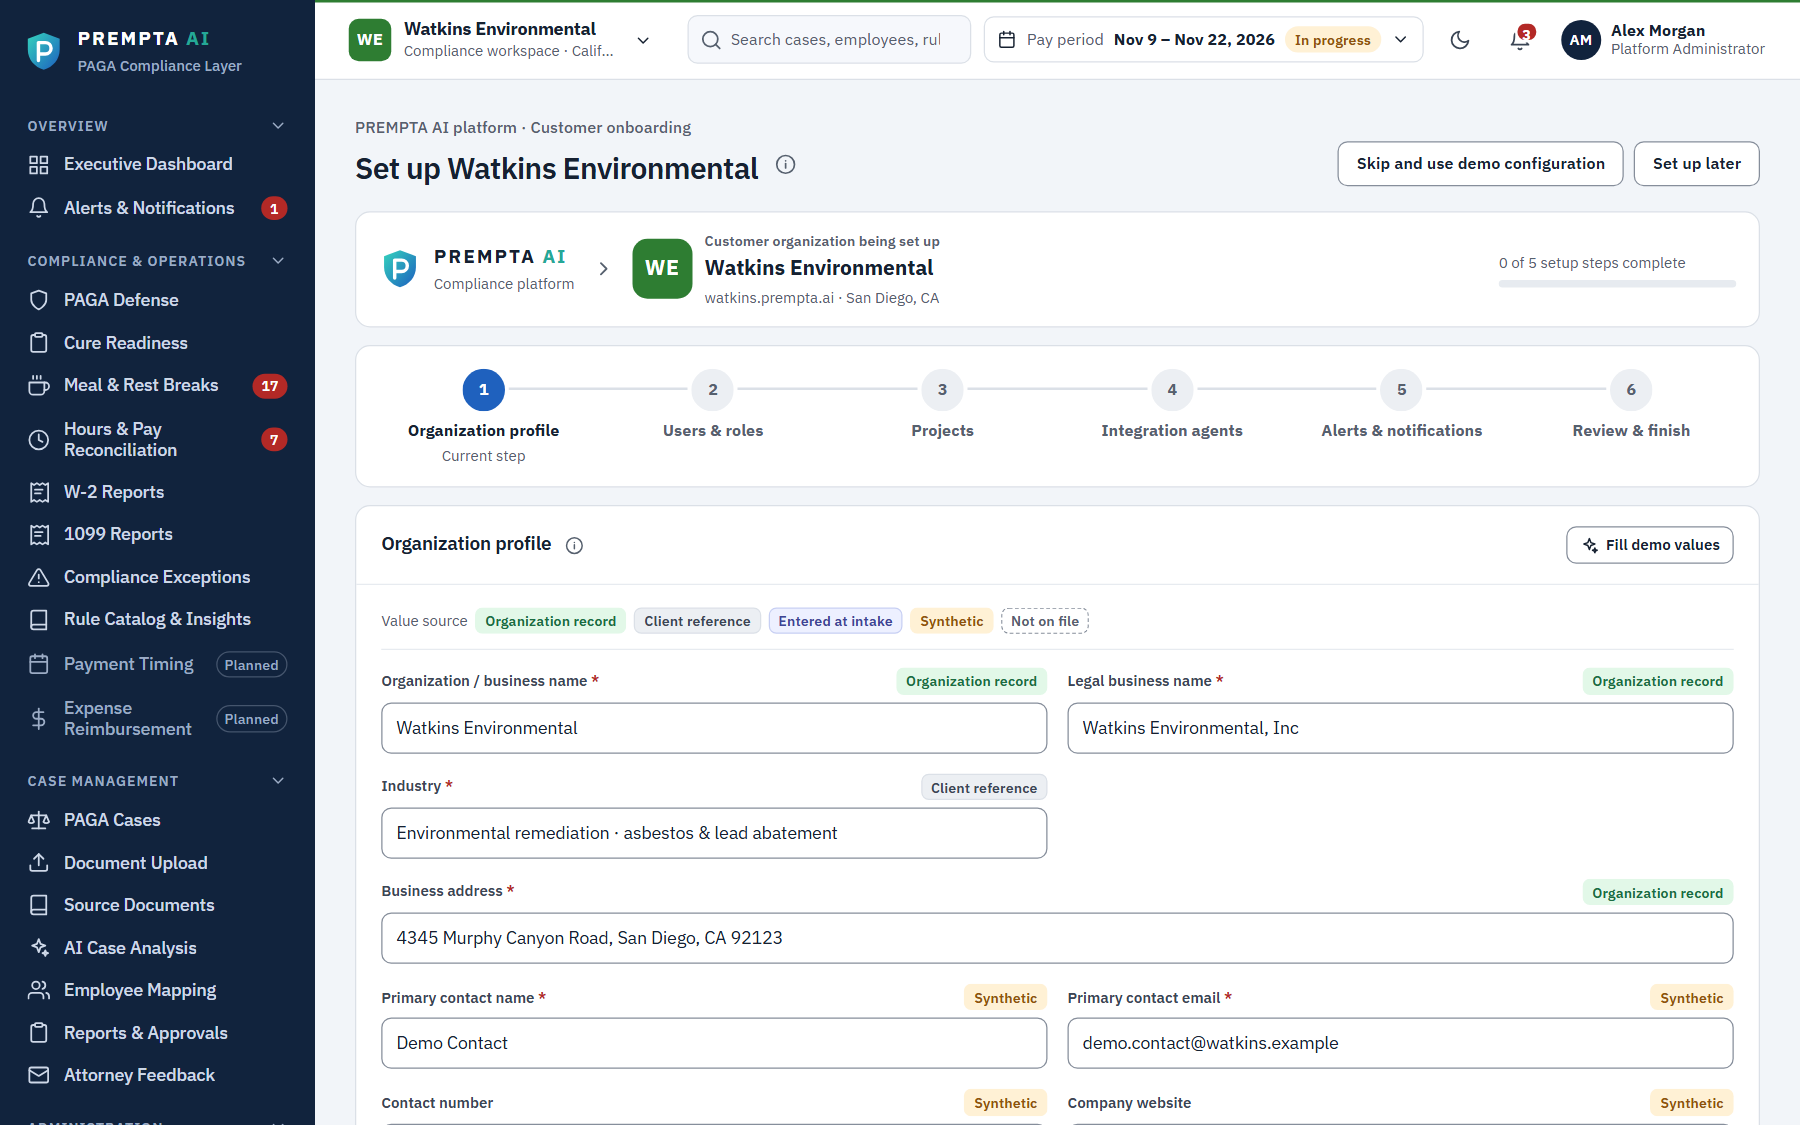 PREMPTA AI
PAGA Compliance Layer
OVERVIEW
Executive Dashboard
Alerts & Notifications
1
COMPLIANCE & OPERATIONS
PAGA Defense
Cure Readiness
Meal & Rest Breaks
17
Hours & Pay
Reconciliation
7
W-2 Reports
1099 Reports
Compliance Exceptions
Rule Catalog & Insights
Payment Timing
Planned
Expense
Reimbursement
Planned
CASE MANAGEMENT
PAGA Cases
Document Upload
Source Documents
AI Case Analysis
Employee Mapping
Reports & Approvals
Attorney Feedback
WE
Watkins Environmental
Compliance workspace · Calif...
Search cases, employees, rul
Pay period Nov 9 – Nov 22, 2026 In progress
3
AM
Alex Morgan
Platform Administrator
PREMPTA AI platform · Customer onboarding
Set up Watkins Environmental
Skip and use demo configuration
Set up later
PREMPTA AI
Compliance platform
WE
Customer organization being set up
Watkins Environmental
watkins.prempta.ai · San Diego, CA
0 of 5 setup steps complete
1
Organization profile
Current step
2
Users & roles
3
Projects
4
Integration agents
5
Alerts & notifications
6
Review & finish
Organization profile
Fill demo values
Value source Organization record Client reference Entered at intake Synthetic Not on file
Organization / business name * Organization record
Watkins Environmental
Legal business name * Organization record
Watkins Environmental, Inc
Industry * Client reference
Environmental remediation · asbestos & lead abatement
Business address * Organization record
4345 Murphy Canyon Road, San Diego, CA 92123
Primary contact name * Synthetic
Demo Contact
Primary contact email * Synthetic
demo.contact@watkins.example
Contact number Synthetic
Company website Synthetic